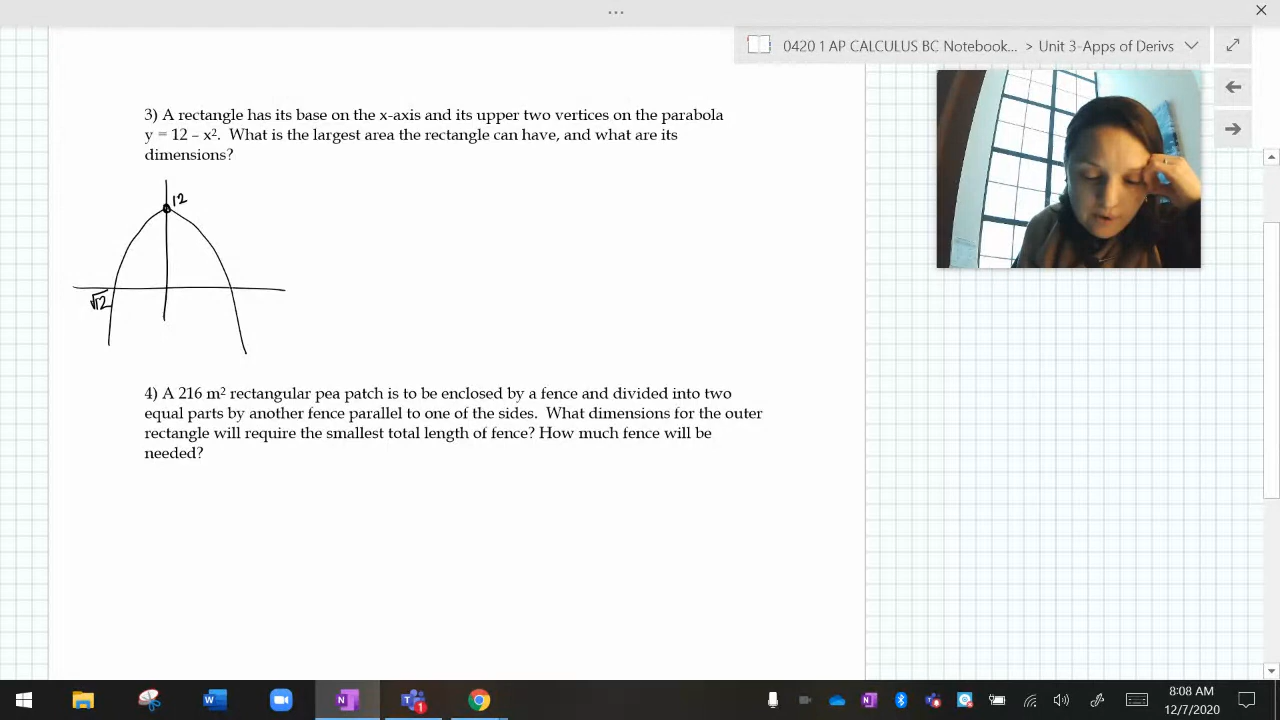 ...
0420 1 AP CALCULUS BC Notebook... > Unit 3-Apps of Derivs
3) A rectangle has its base on the x-axis and its upper two vertices on the parabola
y = 12 – x². What is the largest area the rectangle can have, and what are its
dimensions?
12
√12
4) A 216 m² rectangular pea patch is to be enclosed by a fence and divided into two
equal parts by another fence parallel to one of the sides. What dimensions for the outer
rectangle will require the smallest total length of fence? How much fence will be
needed?
8:08 AM
12/7/2020